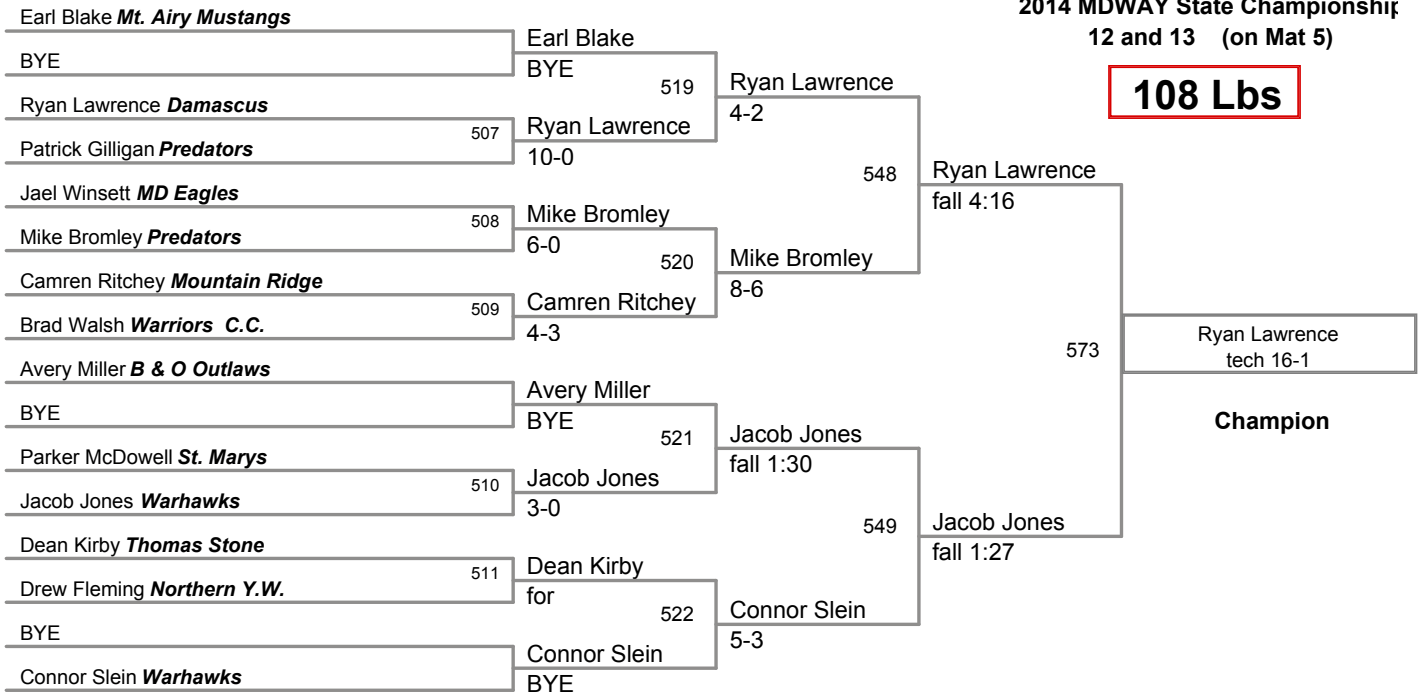 2014 MDWAY State Championship
12 and 13 (on Mat 5)
108 Lbs
Earl Blake Mt. Airy Mustangs
BYE
Ryan Lawrence Damascus
507
Patrick Gilligan Predators
Jael Winsett MD Eagles
508
Mike Bromley Predators
Camren Ritchey Mountain Ridge
509
Brad Walsh Warriors C.C.
Avery Miller B & O Outlaws
BYE
Parker McDowell St. Marys
510
Jacob Jones Warhawks
Dean Kirby Thomas Stone
511
Drew Fleming Northern Y.W.
BYE
Connor Slein Warhawks
Earl Blake
BYE
519
Ryan Lawrence
10-0
Mike Bromley
6-0
520
Camren Ritchey
4-3
Avery Miller
BYE
521
Jacob Jones
3-0
Dean Kirby
for
522
Connor Slein
BYE
Ryan Lawrence
4-2
548
Mike Bromley
8-6
Jacob Jones
fall 1:30
549
Connor Slein
5-3
Ryan Lawrence
fall 4:16
573
Jacob Jones
fall 1:27
Ryan Lawrence
tech 16-1
Champion